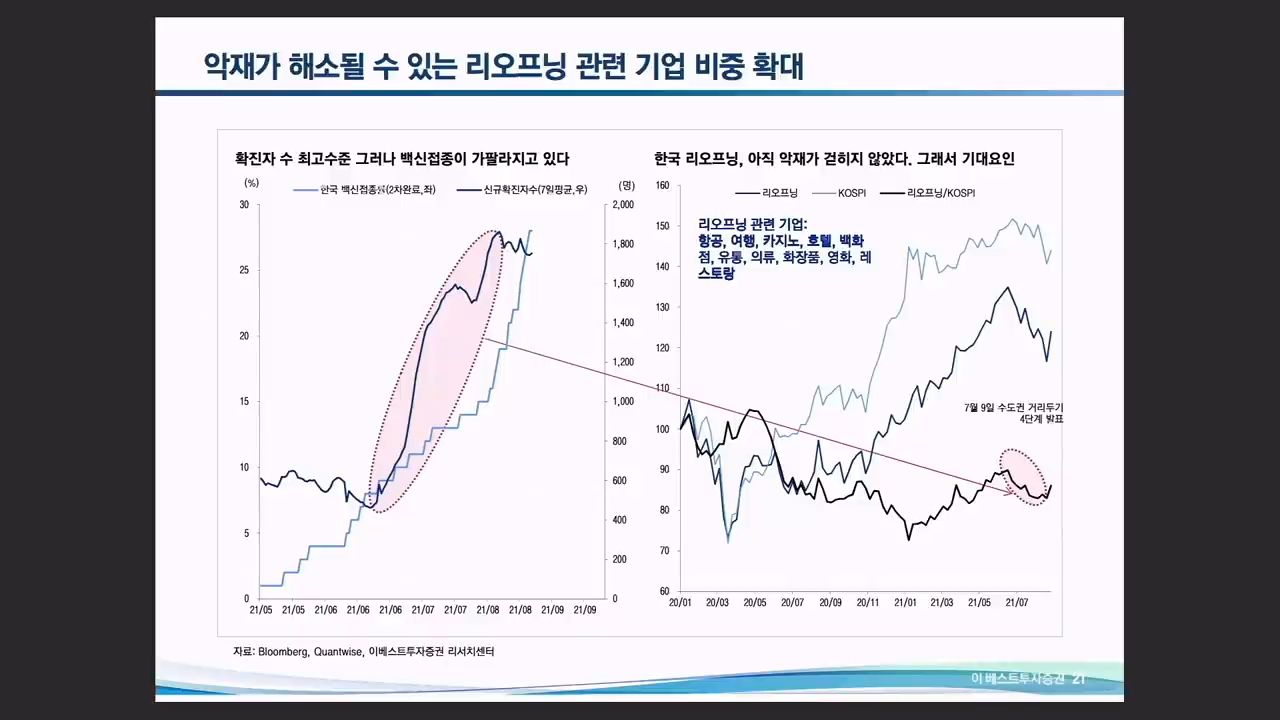 악재가 해소될 수 있는 리오프닝 관련 기업 비중 확대
확진자 수 최고수준 그러나 백신접종이 가팔라지고 있다
(%)
한국 백신접종률(2차완료,좌)
신규확진자수(7일평균,우)
(명)
30
25
20
15
10
5
0
2,000
1,800
1,600
1,400
1,200
1,000
800
600
400
200
0
21/05 21/05 21/06 21/06 21/06 21/07 21/07 21/08 21/08 21/09 21/09
한국 리오프닝, 아직 악재가 걷히지 않았다. 그래서 기대요인
리오프닝
KOSPI
리오프닝/KOSPI
160
150
140
130
120
110
100
90
80
70
60
리오프닝 관련 기업:
항공, 여행, 카지노, 호텔, 백화
점, 유통, 의류, 화장품, 영화, 레
스토랑
7월 9일 수도권 거리두기
4단계 발표
20/01 20/03 20/05 20/07 20/09 20/11 21/01 21/03 21/05 21/07
자료: Bloomberg, Quantwise, 이베스트투자증권 리서치센터
이베스트투자증권 21